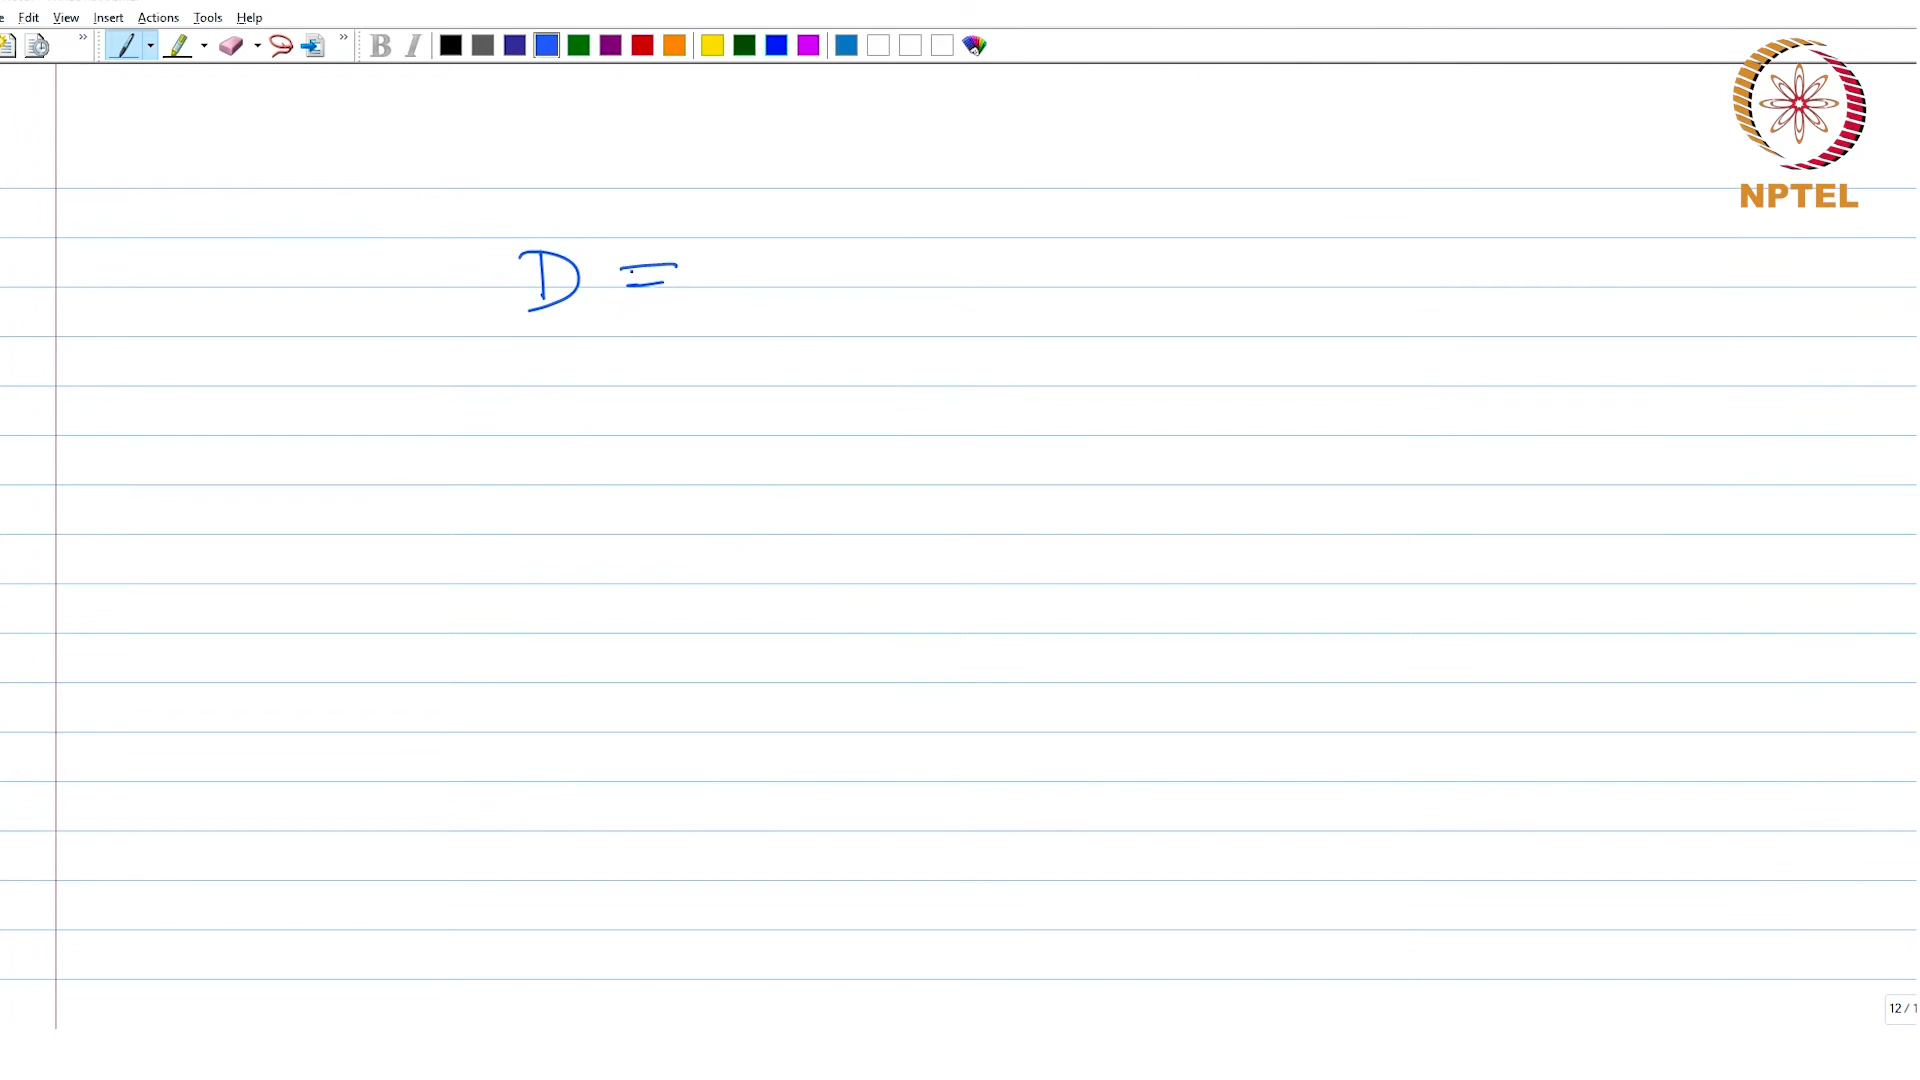 Edit View Insert Actions Tools Help
B I
NPTEL
D =
12 / 1